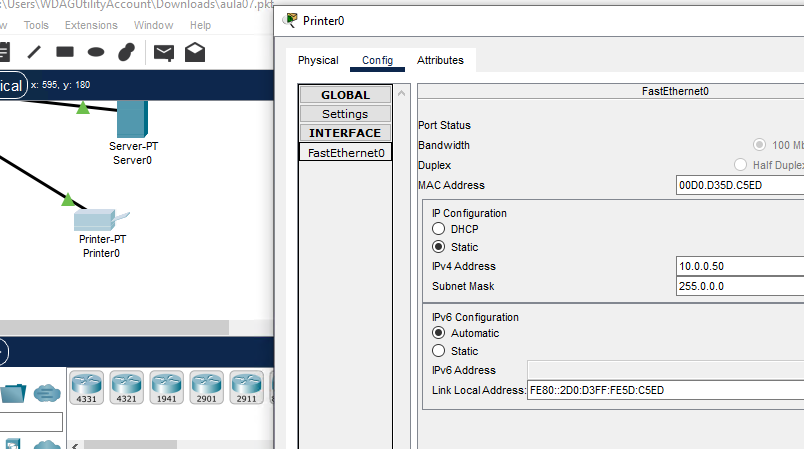 :\Users\WDAGUtilityAccount\Downloads\aula07.pkt
Tools Extensions Window Help
x: 595, y: 180
Server-PT
Server0
Printer-PT
Printer0
4331 4321 1941 2901 2911
Printer0
Physical Config Attributes
GLOBAL
Settings
INTERFACE
FastEthernet0
FastEthernet0
Port Status
Bandwidth 100 Mb
Duplex Half Duplex
MAC Address 00D0.D35D.C5ED
IP Configuration
DHCP
Static
IPv4 Address 10.0.0.50
Subnet Mask 255.0.0.0
IPv6 Configuration
Automatic
Static
IPv6 Address
Link Local Address: FE80::2D0:D3FF:FE5D:C5ED